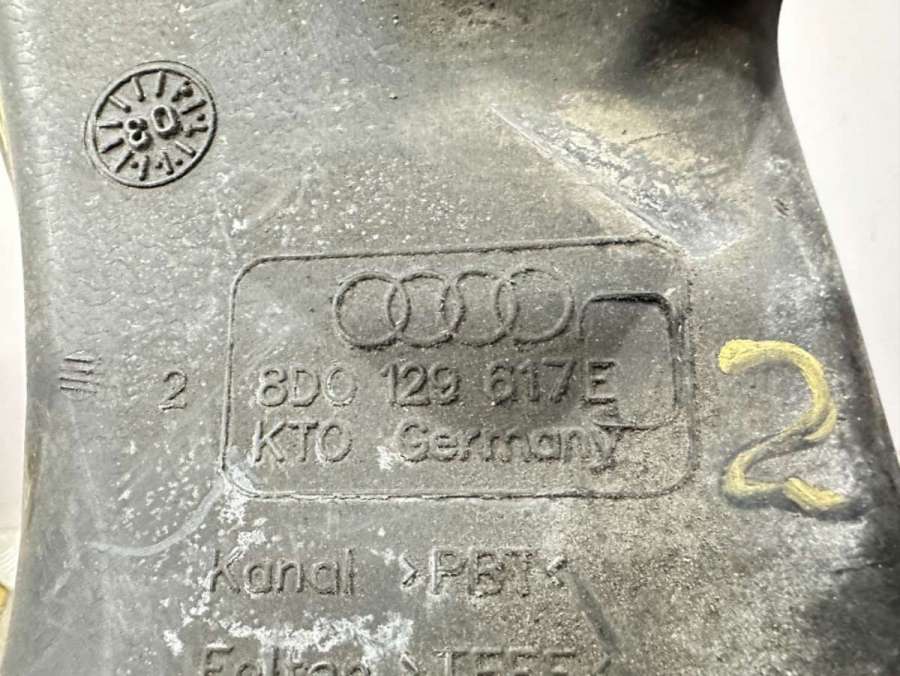 03
2
8D0 129 617E
KTO Germany
2
Kanal >PBT<